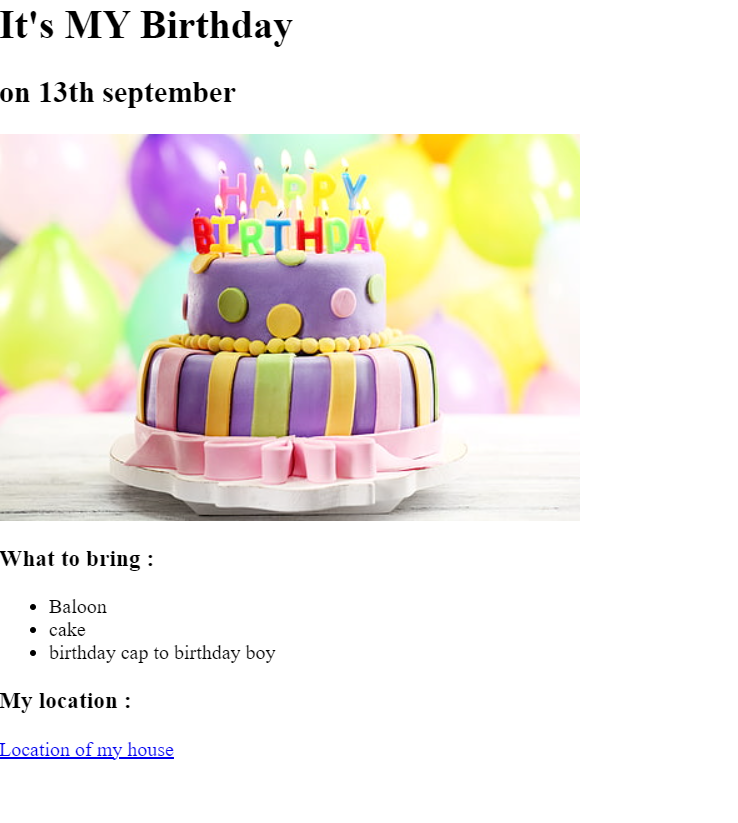 It's MY Birthday
on 13th september
HAPPY
BIRTHDAY
What to bring :
Baloon
cake
birthday cap to birthday boy
My location :
Location of my house